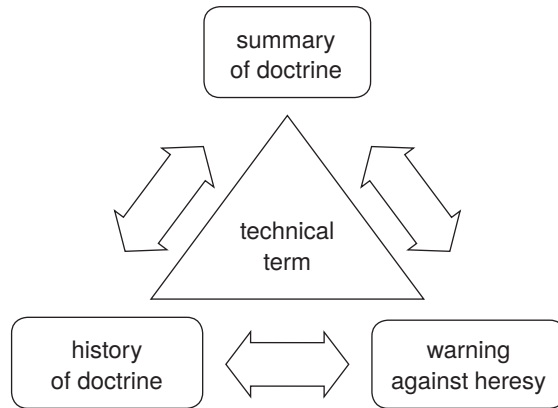 summary
of doctrine
technical
term
history
of doctrine
warning
against heresy